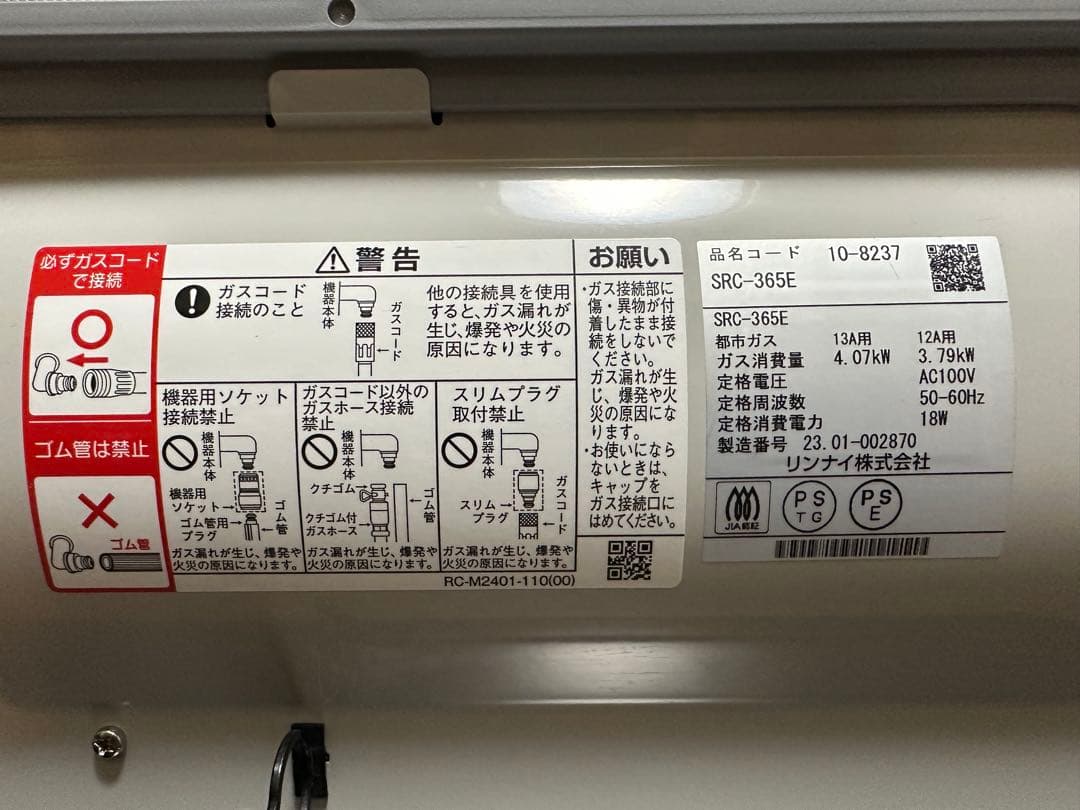 必ずガスコード
で接続
ゴム管は禁止
ゴム管
警告
ガスコード
接続のこと
機器本体
ガスコード
他の接続具を使用
すると、ガス漏れが
生じ、爆発や火災の
原因になります。
機器用ソケット
接続禁止
機器本体
機器用
ソケット
ゴム管用
プラグ
ゴム管
ガス漏れが生じ、爆発や
火災の原因になります。
ガスコード以外の
ガスホース接続
禁止
機器本体
クチゴム
クチゴム付
ガスホース
ゴム管
ガス漏れが生じ、爆発や
火災の原因になります。
スリムプラグ
取付禁止
機器本体
スリム
プラグ
ガスコード
ガス漏れが生じ、爆発や
火災の原因になります。
RC-M2401-110(00)
お願い
・ガス接続部に
傷・異物が付
着したまま接
続をしないで
ください。
ガス漏れが生
じ、爆発や火
災の原因にな
ります。
・お使いになら
ないときは、
キャップを
ガス接続口に
はめてください。
品名コード 10-8237
SRC-365E
SRC-365E
都市ガス 13A用 12A用
ガス消費量 4.07kW 3.79kW
定格電圧 AC100V
定格周波数 50-60Hz
定格消費電力 18W
製造番号 23.01-002870
リンナイ株式会社
JIA認証
PS
TG
PS
E